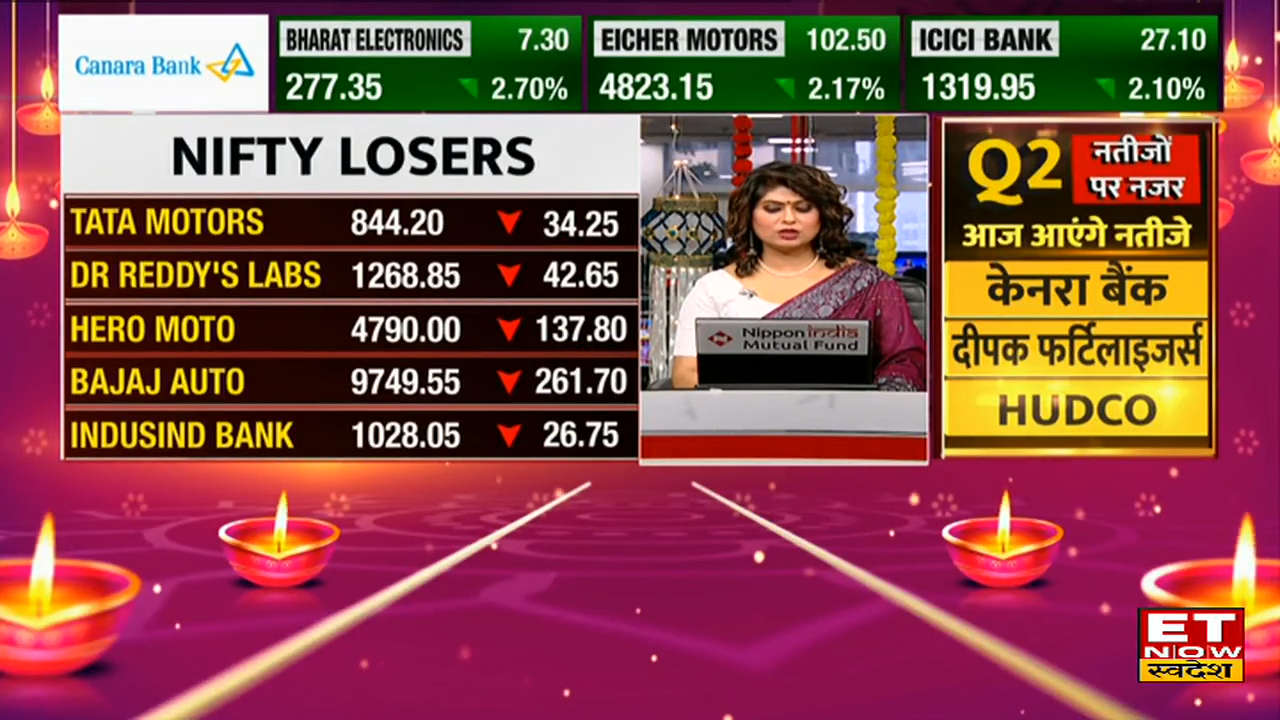 Canara Bank
BHARAT ELECTRONICS 7.30
277.35 2.70%
EICHER MOTORS 102.50
4823.15 2.17%
ICICI BANK 27.10
1319.95 2.10%
NIFTY LOSERS
TATA MOTORS 844.20 34.25
DR REDDY'S LABS 1268.85 42.65
HERO MOTO 4790.00 137.80
BAJAJ AUTO 9749.55 261.70
INDUSIND BANK 1028.05 26.75
Nippon india
Mutual Fund
Q2 नतीजों
पर नजर
आज आएंगे नतीजे
केनरा बैंक
दीपक फर्टिलाइजर्स
HUDCO
ET
NOW
स्वदेश